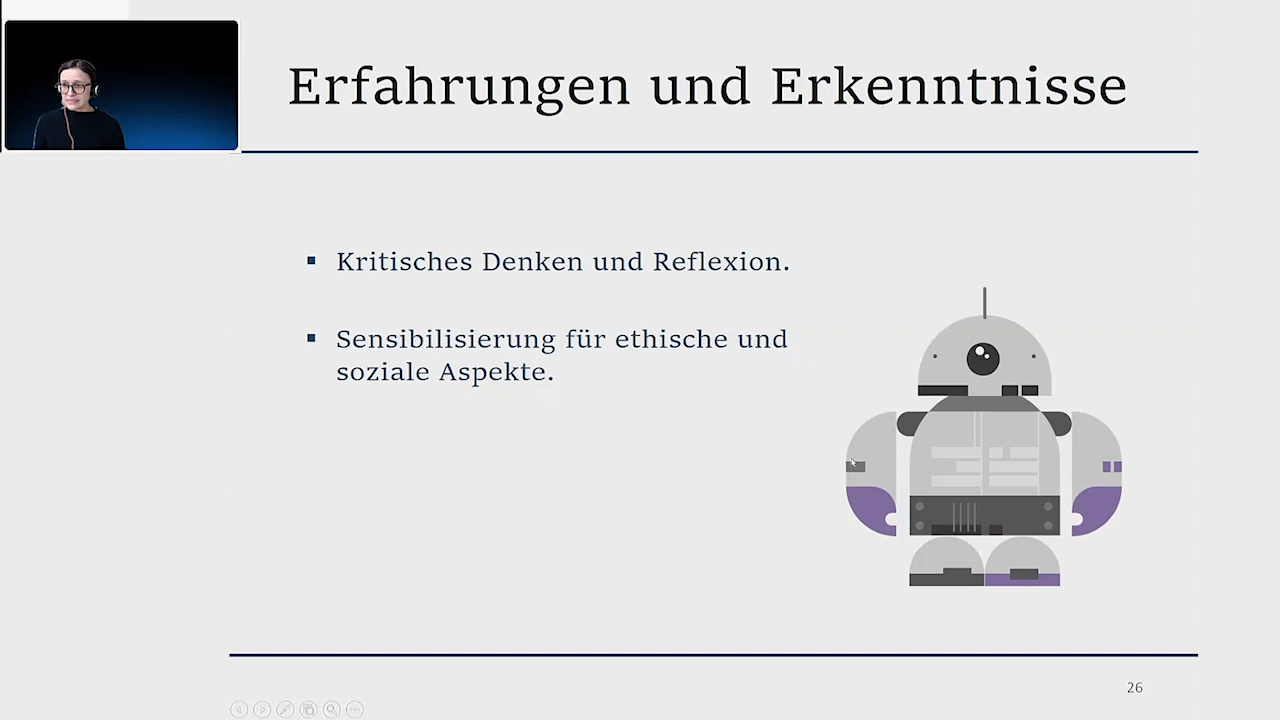 Erfahrungen und Erkenntnisse
▪ Kritisches Denken und Reflexion.
▪ Sensibilisierung für ethische und
soziale Aspekte.
26